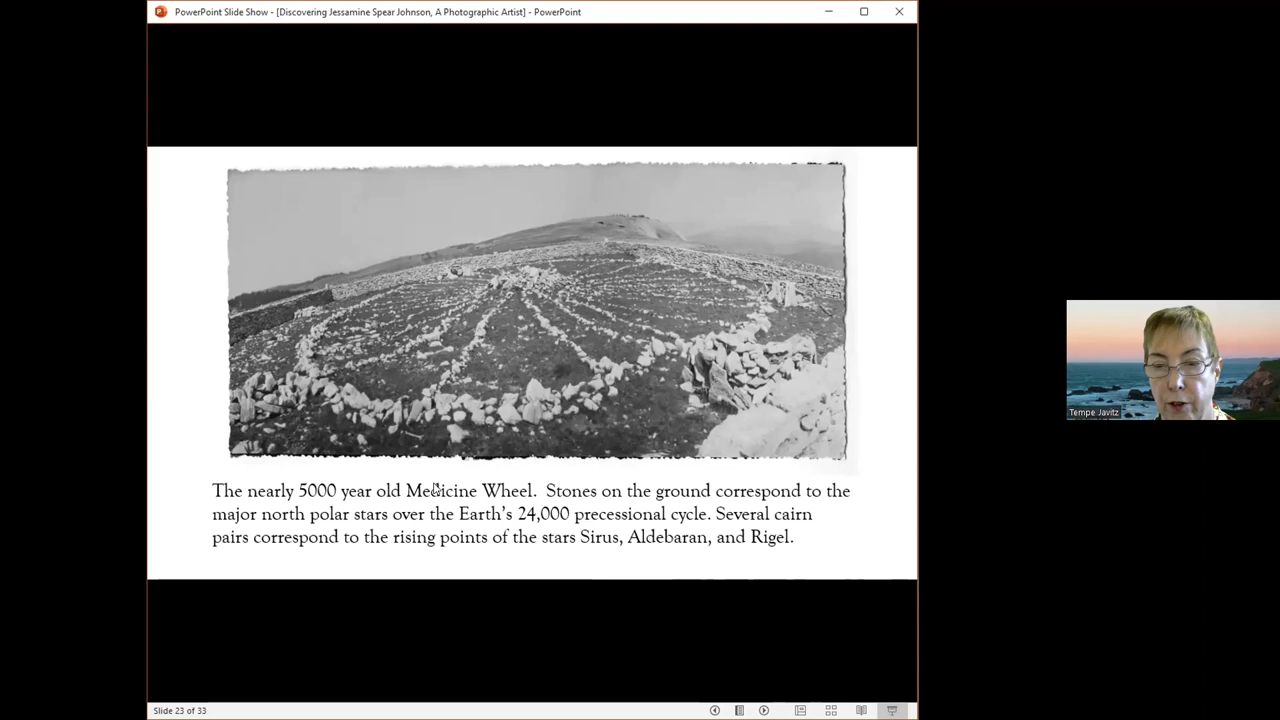 PowerPoint Slide Show - [Discovering Jessamine Spear Johnson, A Photographic Artist] - PowerPoint
The nearly 5000 year old Medicine Wheel. Stones on the ground correspond to the
major north polar stars over the Earth's 24,000 precessional cycle. Several cairn
pairs correspond to the rising points of the stars Sirus, Aldebaran, and Rigel.
Tempe Javitz
Slide 23 of 33